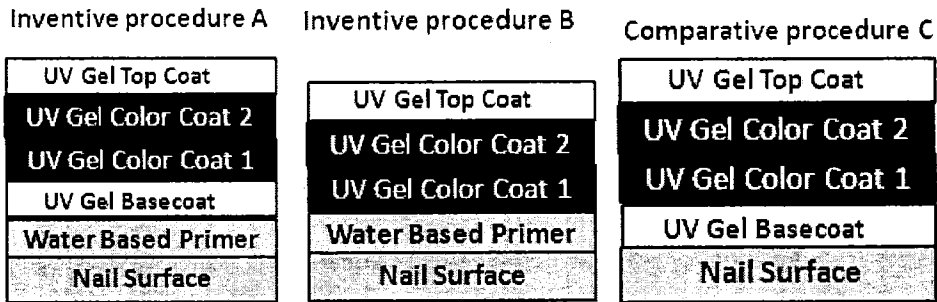 Inventive procedure A
UV Gel Top Coat
UV Gel Color Coat 2
UV Gel Color Coat 1
UV Gel Basecoat
Water Based Primer
Nail Surface
Inventive procedure B
UV Gel Top Coat
UV Gel Color Coat 2
UV Gel Color Coat 1
Water Based Primer
Nail Surface
Comparative procedure C
UV Gel Top Coat
UV Gel Color Coat 2
UV Gel Color Coat 1
UV Gel Basecoat
Nail Surface